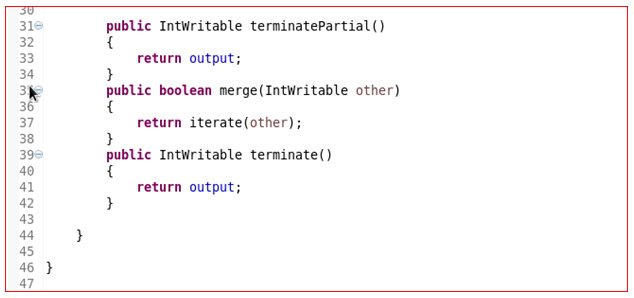 30
31 public IntWritable terminatePartial()
32 {
33 return output;
34 }
35 public boolean merge(IntWritable other)
36 {
37 return iterate(other);
38 }
39 public IntWritable terminate()
40 {
41 return output;
42 }
43
44 }
45
46 }
47